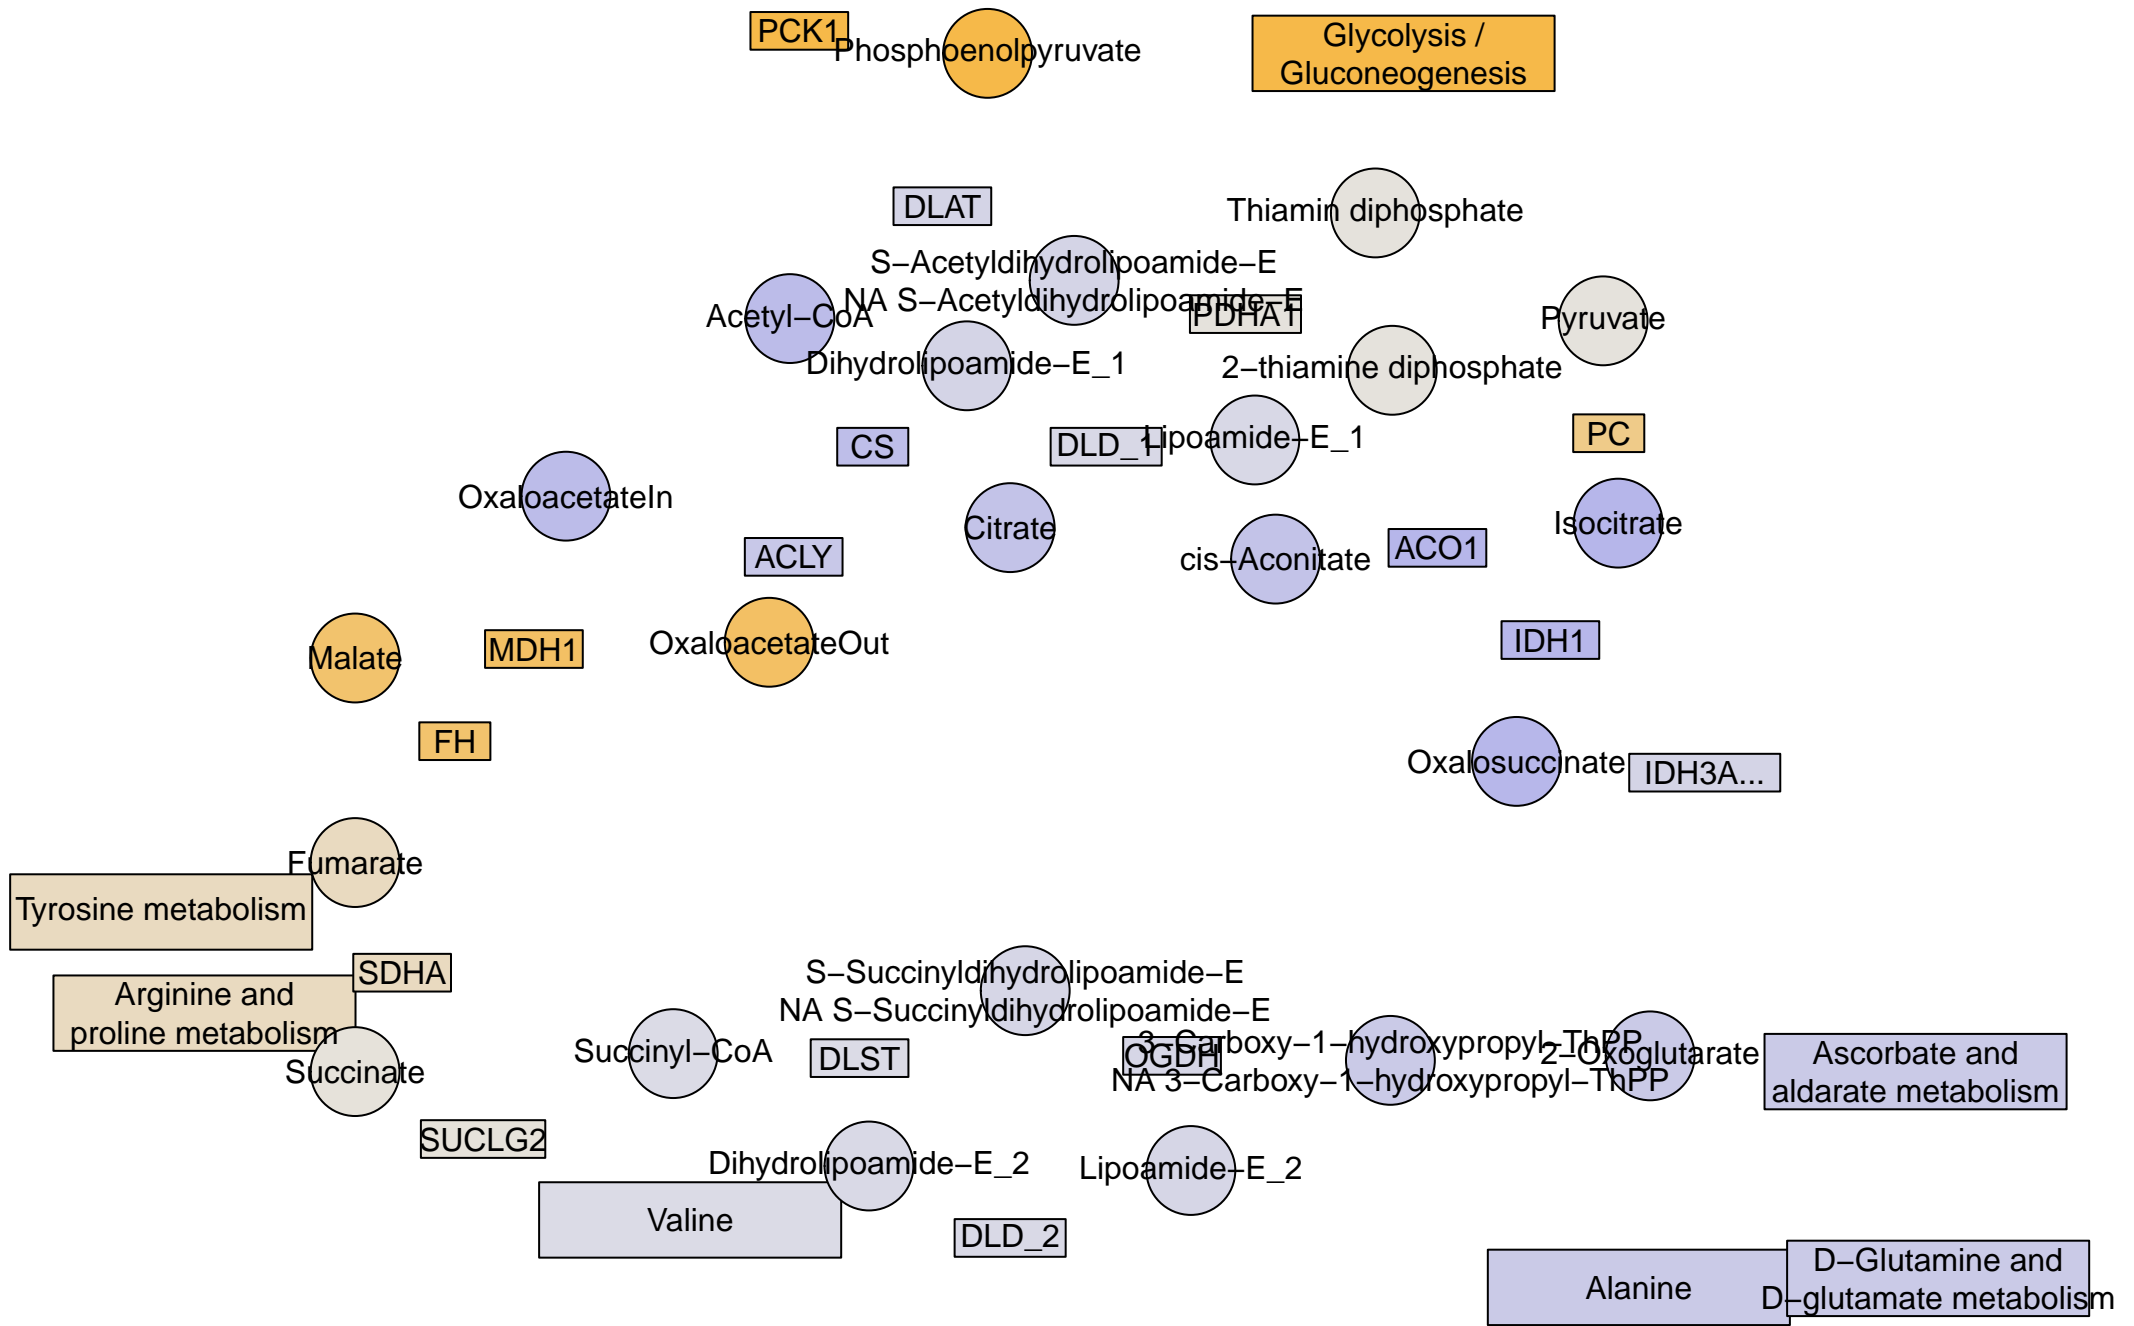 PCK1
Phosphoenolpyruvate
Glycolysis /
Gluconeogenesis
DLAT
Thiamin diphosphate
S−Acetyldihydrolipoamide−E
NA S−Acetyldihydrolipoamide−E
Acetyl−CoA
PDHA1
Pyruvate
Dihydrolipoamide−E_1
2−thiamine diphosphate
CS
DLD_1
Lipoamide−E_1
PC
OxaloacetateIn
Citrate
Isocitrate
ACLY
cis−Aconitate
ACO1
Malate
MDH1
OxaloacetateOut
IDH1
FH
Oxalosuccinate
IDH3A...
Fumarate
Tyrosine metabolism
SDHA
Arginine and
proline metabolism
S−Succinyldihydrolipoamide−E
NA S−Succinyldihydrolipoamide−E
Succinate
Succinyl−CoA
DLST
OGDH
3−Carboxy−1−hydroxypropyl−ThPP
NA 3−Carboxy−1−hydroxypropyl−ThPP
2−Oxoglutarate
Ascorbate and
aldarate metabolism
SUCLG2
Dihydrolipoamide−E_2
Lipoamide−E_2
Valine
DLD_2
Alanine
D−Glutamine and
D−glutamate metabolism